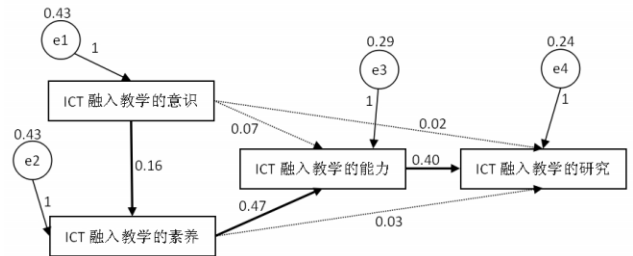 0.43
e1
1
ICT 融入教学的意识
0.29
e3
1
0.24
e4
1
0.43
e2
1
0.16
0.07
0.02
ICT 融入教学的能力
0.40
ICT 融入教学的研究
0.47
0.03
ICT 融入教学的素养